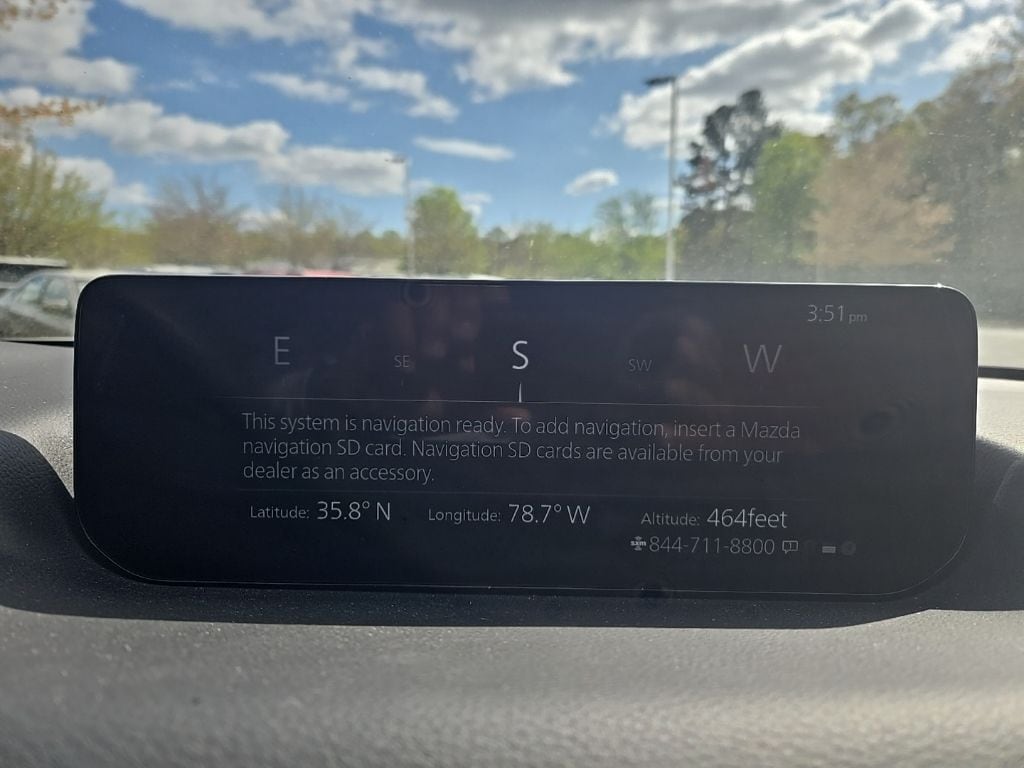 3:51 pm
E SE S SW W
This system is navigation ready. To add navigation, insert a Mazda
navigation SD card. Navigation SD cards are available from your
dealer as an accessory.
Latitude: 35.8° N Longitude: 78.7° W Altitude: 464feet
sxm 844-711-8800